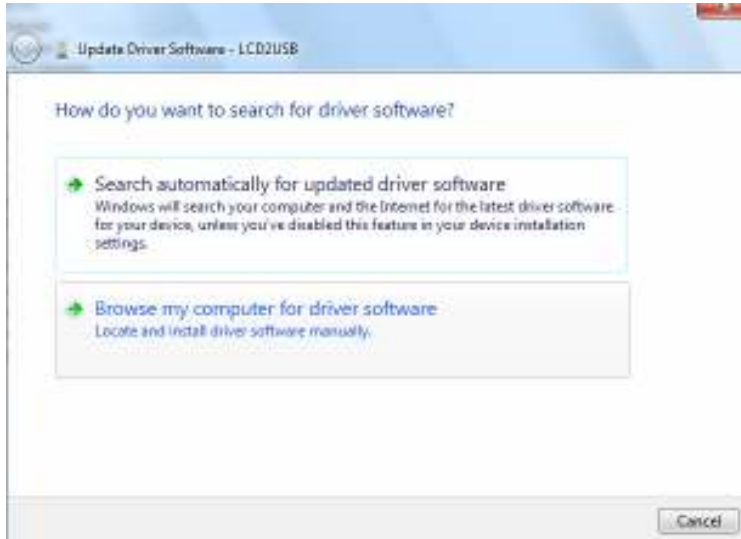 Update Driver Software - LCD2USB
How do you want to search for driver software?
Search automatically for updated driver software
Windows will search your computer and the Internet for the latest driver software
for your device, unless you've disabled this feature in your device installation
settings.
Browse my computer for driver software
Locate and install driver software manually.
Cancel